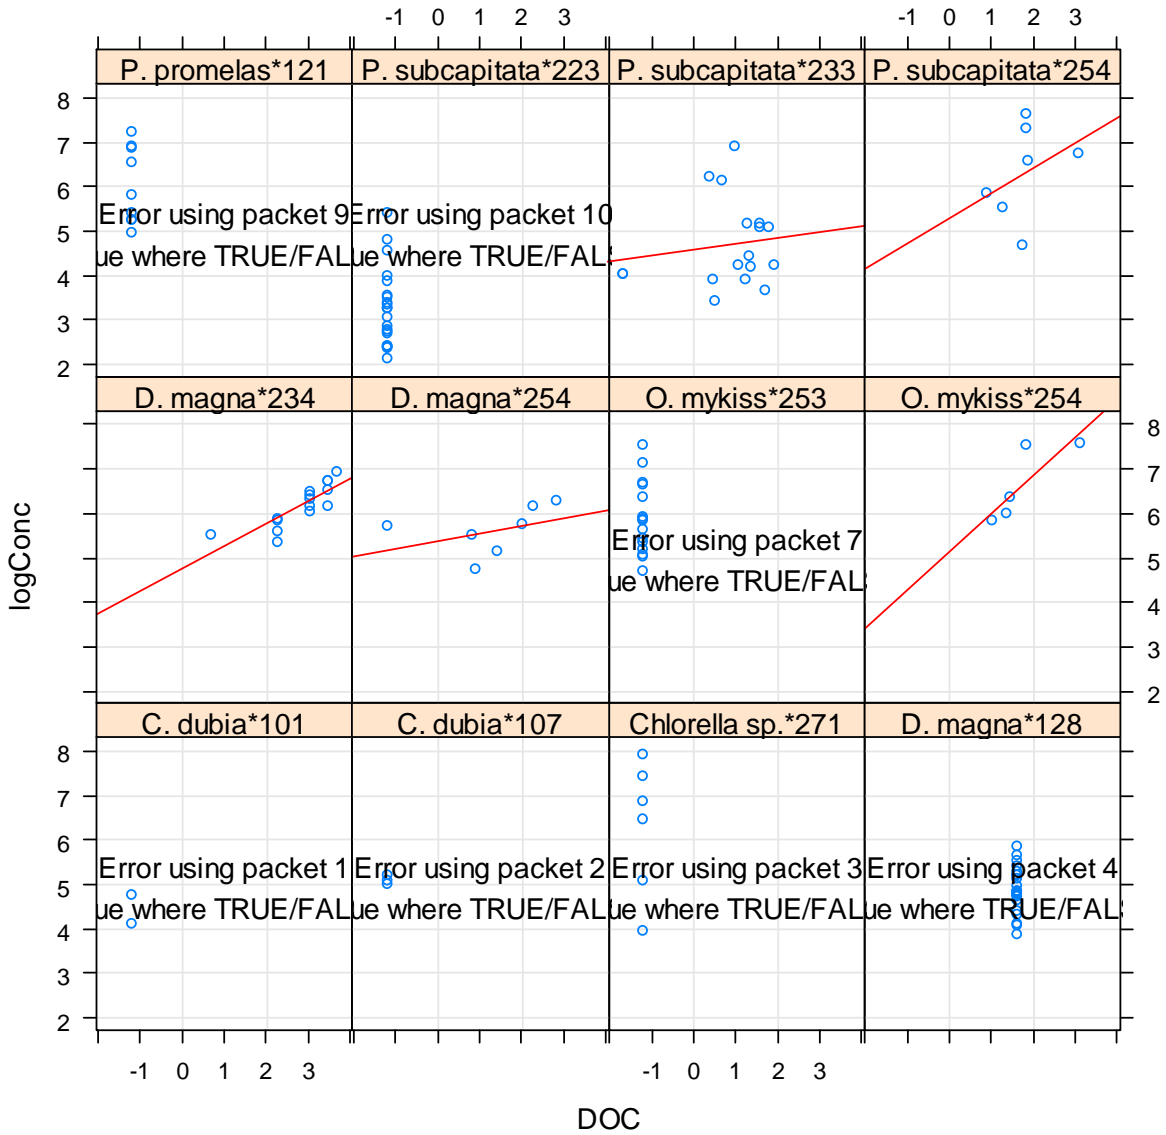 -1 0 1 2 3 -1 0 1 2 3
P. promelas*121 P. subcapitata*223 P. subcapitata*233 P. subcapitata*254
8
7
6
5
4
3
2
Error using packet 9 Error using packet 10
ue where TRUE/FAL ue where TRUE/FAL
D. magna*234 D. magna*254 O. mykiss*253 O. mykiss*254
8
7
6
5
4
3
2
Error using packet 7
ue where TRUE/FAL
logConc
C. dubia*101 C. dubia*107 Chlorella sp.*271 D. magna*128
8
7
6
5
4
3
2
Error using packet 1 Error using packet 2 Error using packet 3 Error using packet 4
ue where TRUE/FAL ue where TRUE/FAL ue where TRUE/FAL ue where TRUE/FAL
-1 0 1 2 3 -1 0 1 2 3
DOC